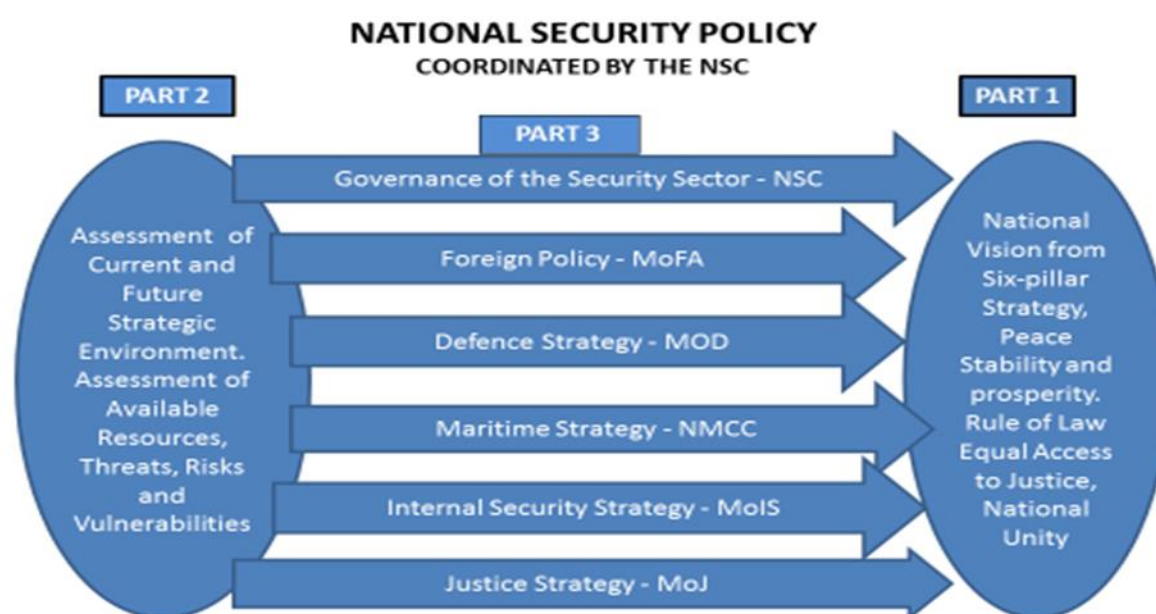 NATIONAL SECURITY POLICY
COORDINATED BY THE NSC
PART 2
PART 1
PART 3
Assessment of
Current and
Future
Strategic
Environment.
Assessment of
Available
Resources,
Threats, Risks
and
Vulnerabilities
Governance of the Security Sector - NSC
Foreign Policy - MoFA
Defence Strategy - MOD
Maritime Strategy - NMCC
Internal Security Strategy - MoIS
Justice Strategy - MoJ
National
Vision from
Six-pillar
Strategy,
Peace
Stability and
prosperity.
Rule of Law
Equal Access
to Justice,
National
Unity